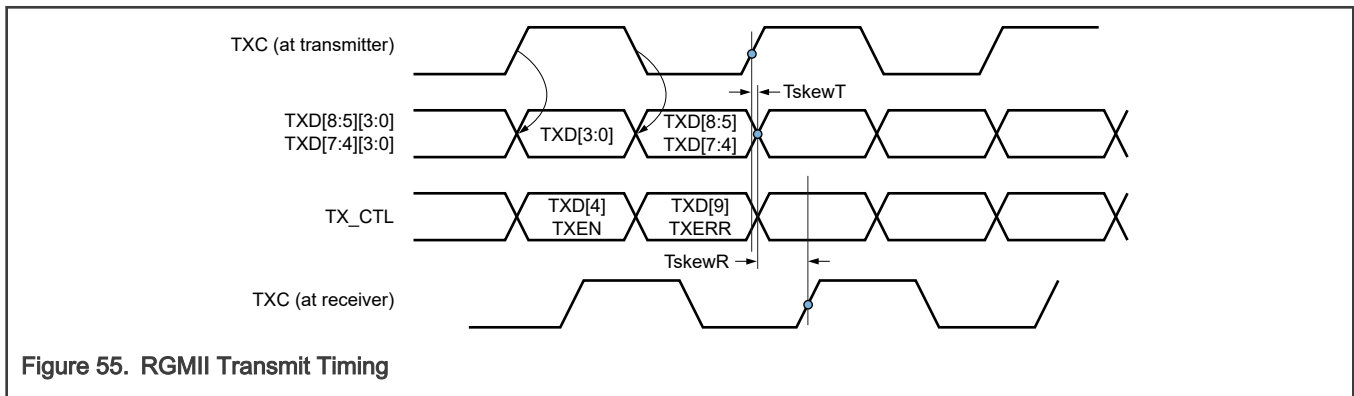 TXC (at transmitter)
TskewT
TXD[8:5][3:0]
TXD[7:4][3:0]
TXD[3:0]
TXD[8:5]
TXD[7:4]
TX_CTL
TXD[4]
TXEN
TXD[9]
TXERR
TskewR
TXC (at receiver)
Figure 55. RGMII Transmit Timing